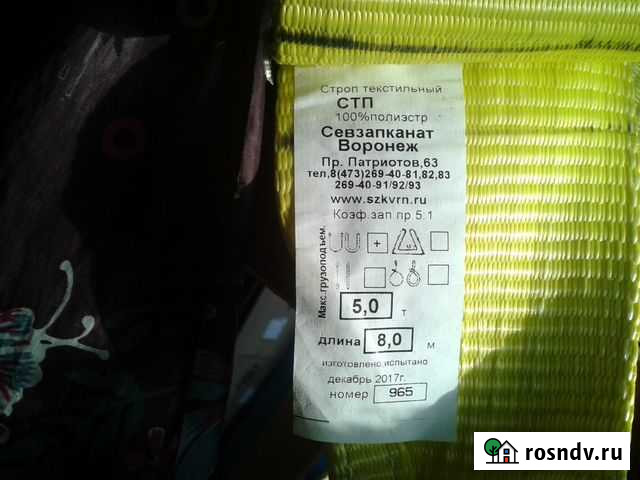 Строп текстильный
СТП
100%полиэстр
Севзапканат
Воронеж
Пр. Патриотов,63
тел,8(473)269-40-81,82,83
269-40-91/92/93
www.szkvrn.ru
Коэф.зап пр 5:1
+
Макс.грузоподъем.
5,0 т
длина 8,0 м
изготовлено испытано
декабрь 2017г.
номер 965
rosndv.ru